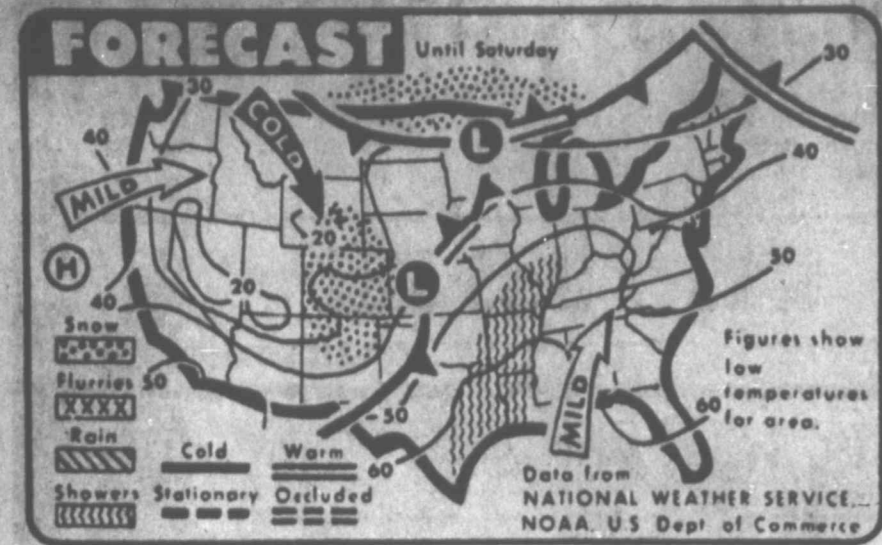 FORECAST
Until Saturday
30
30
COLD
40
MILD
L
40
20
H
L
50
20
40
Snow
Figures show
low
temperatures
for area.
Flurries
50
50
60
MILD
Rain
Cold
Warm
60
Showers
Stationary
Occluded
Data from
NATIONAL WEATHER SERVICE,
NOAA, U.S Dept. of Commerce